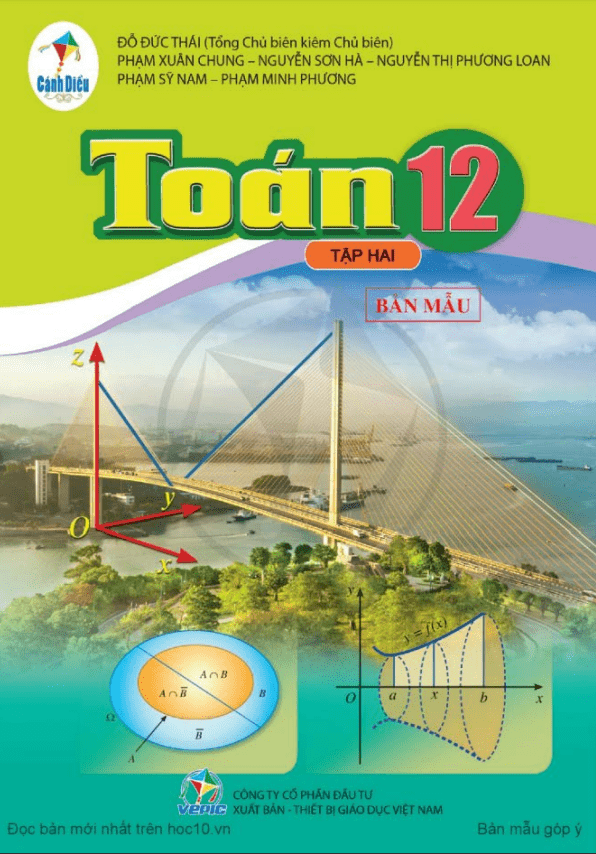 Cánh Diều
ĐỖ ĐỨC THÁI (Tổng Chủ biên kiêm Chủ biên)
PHẠM XUÂN CHUNG – NGUYỄN SƠN HÀ – NGUYỄN THỊ PHƯƠNG LOAN
PHẠM SỸ NAM – PHẠM MINH PHƯƠNG
Toán 12
TẬP HAI
BẢN MẪU
z
y
O
x
y
y = f(x)
O a x b x
A ∩ B
A ∩ B̅
B
Ω
B̅
A
VEPIC
CÔNG TY CỔ PHẦN ĐẦU TƯ
XUẤT BẢN - THIẾT BỊ GIÁO DỤC VIỆT NAM
Đọc bản mới nhất trên hoc10.vn
Bản mẫu góp ý